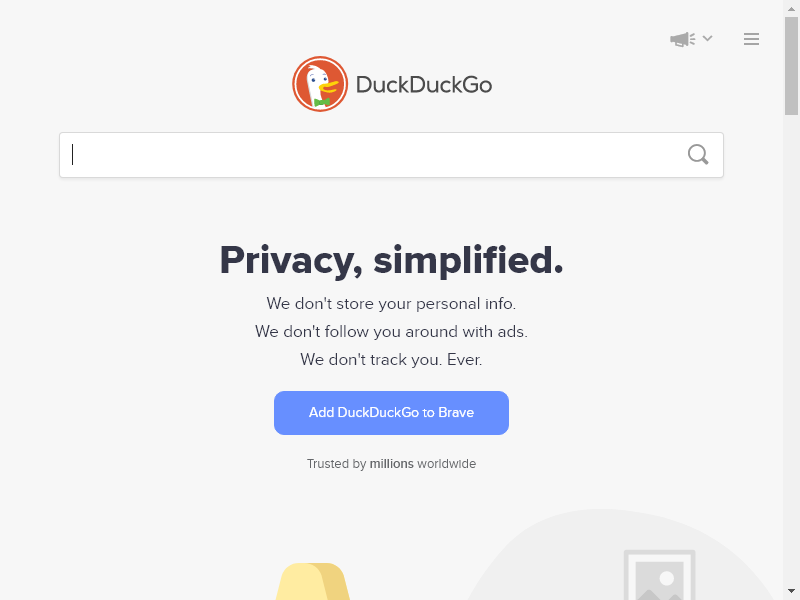 DuckDuckGo
Privacy, simplified.
We don't store your personal info.
We don't follow you around with ads.
We don't track you. Ever.
Add DuckDuckGo to Brave
Trusted by millions worldwide